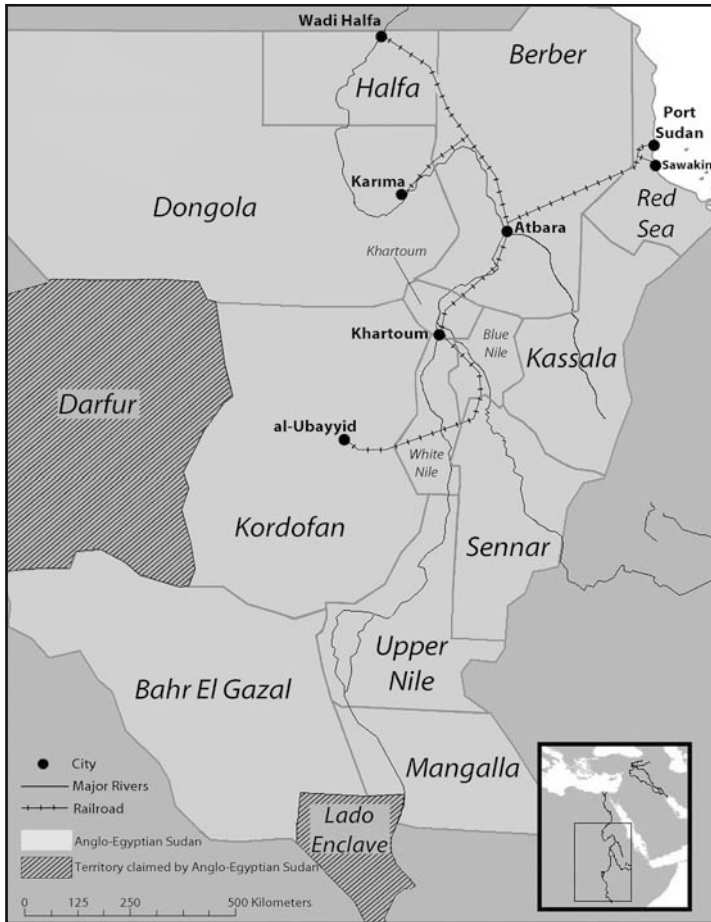 Wadi Halfa
Halfa
Berber
Port
Sudan
Sawakin
Karıma
Dongola
Red
Sea
Atbara
Khartoum
Khartoum
Blue
Nile
Kassala
Darfur
al-Ubayyid
White
Nile
Kordofan
Sennar
Upper
Nile
Bahr El Gazal
Mangalla
Lado
Enclave
City
Major Rivers
Railroad
Anglo-Egyptian Sudan
Territory claimed by Anglo-Egyptian Sudan
0 125 250 500 Kilometers